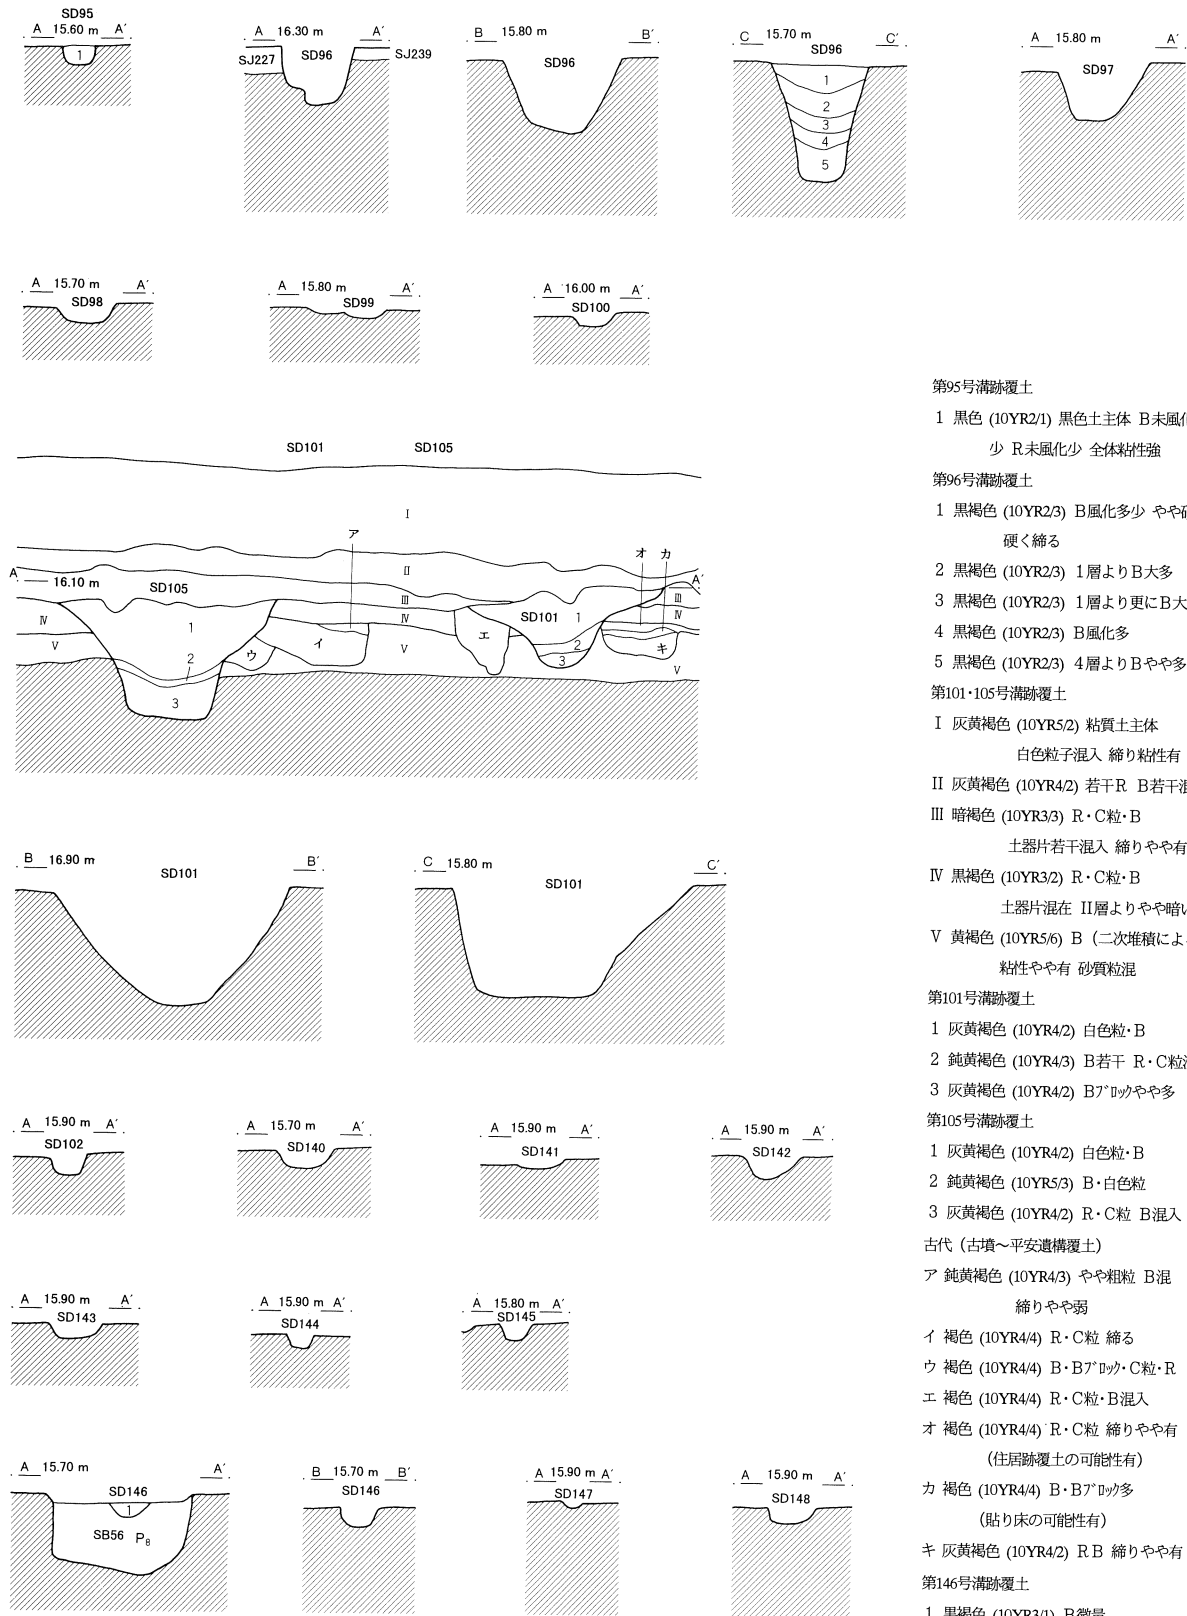 SD95
A 15.60 m A′
1
A 16.30 m A′
SJ227 SD96 SJ239
B 15.80 m B′
SD96
C 15.70 m C′
SD96
1
2
3
4
5
A 15.80 m A′
SD97
A 15.70 m A′
SD98
A 15.80 m A′
SD99
A 16.00 m A′
SD100
SD101 SD105
I
ア
II
オ カ
A 16.10 m A′
SD105
III III
IV IV SD101 1 IV
1
V イ V エ キ
ウ 2
2 3 V
3
B 16.90 m B′
SD101
C 15.80 m C′
SD101
A 15.90 m A′
SD102
A 15.70 m A′
SD140
A 15.90 m A′
SD141
A 15.90 m A′
SD142
A 15.90 m A′
SD143
A 15.90 m A′
SD144
A 15.80 m A′
SD145
A 15.70 m A′
SD146
1
SB56 P8
B 15.70 m B′
SD146
A 15.90 m A′
SD147
A 15.90 m A′
SD148
第95号溝跡覆土
1 黒色 (10YR2/1) 黒色土主体 B未風化
少 R未風化少 全体粘性強
第96号溝跡覆土
1 黒褐色 (10YR2/3) B風化多少 やや
硬く締る
2 黒褐色 (10YR2/3) 1層よりB大多
3 黒褐色 (10YR2/3) 1層より更にB大
4 黒褐色 (10YR2/3) B風化多
5 黒褐色 (10YR2/3) 4層よりBやや多
第101・105号溝跡覆土
I 灰黄褐色 (10YR5/2) 粘質土主体
白色粒子混入 締り粘性有
II 灰黄褐色 (10YR4/2) 若干R B若干
III 暗褐色 (10YR3/3) R・C粒・B
土器片若干混入 締りやや有
IV 黒褐色 (10YR3/2) R・C粒・B
土器片混在 II層よりやや暗い
V 黄褐色 (10YR5/6) B (二次堆積によ
粘性やや有 砂質粒混
第101号溝跡覆土
1 灰黄褐色 (10YR4/2) 白色粒・B
2 鈍黄褐色 (10YR4/3) B若干 R・C粒
3 灰黄褐色 (10YR4/2) Bブロックやや多
第105号溝跡覆土
1 灰黄褐色 (10YR4/2) 白色粒・B
2 鈍黄褐色 (10YR5/3) B・白色粒
3 灰黄褐色 (10YR4/2) R・C粒 B混入
古代（古墳～平安遺構覆土）
ア 鈍黄褐色 (10YR4/3) やや粗粒 B混
締りやや弱
イ 褐色 (10YR4/4) R・C粒 締る
ウ 褐色 (10YR4/4) B・Bブロック・C粒・R
エ 褐色 (10YR4/4) R・C粒・B混入
オ 褐色 (10YR4/4) R・C粒 締りやや有
（住居跡覆土の可能性有）
カ 褐色 (10YR4/4) B・Bブロック多
（貼り床の可能性有）
キ 灰黄褐色 (10YR4/2) RB 締りやや有
第146号溝跡覆土
1 黒褐色 (10YR3/1) B微量